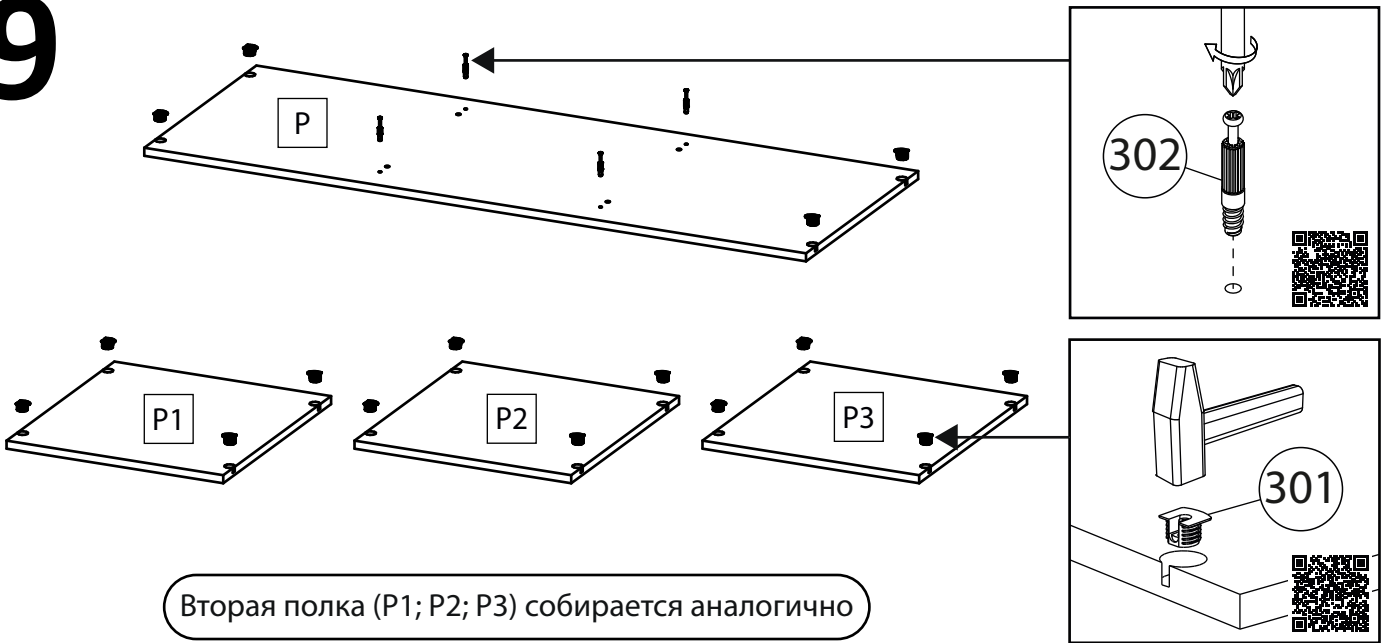 9
P
302
P1
P2
P3
301
Вторая полка (P1; P2; P3) собирается аналогично